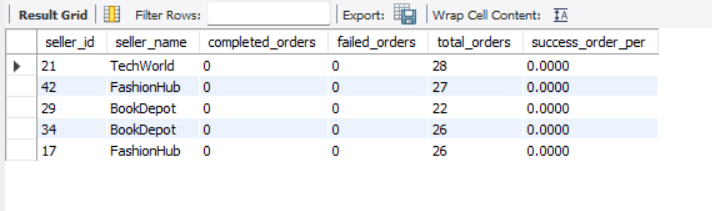 Result Grid Filter Rows: Export: Wrap Cell Content:
seller_id seller_name completed_orders failed_orders total_orders success_order_per
21 TechWorld 0 0 28 0.0000
42 FashionHub 0 0 27 0.0000
29 BookDepot 0 0 22 0.0000
34 BookDepot 0 0 26 0.0000
17 FashionHub 0 0 26 0.0000